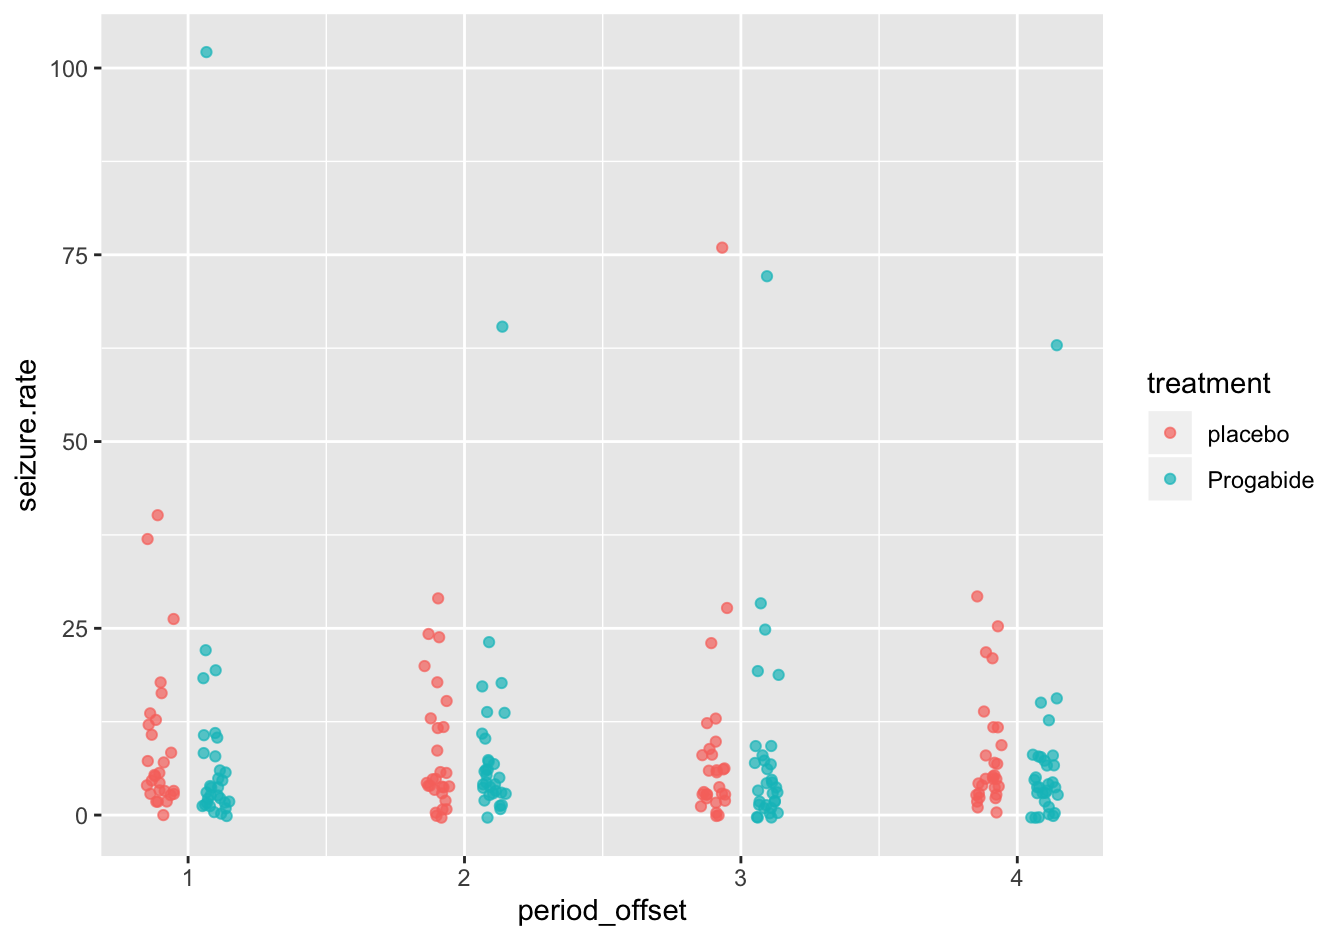 100
75
50
25
0
seizure.rate
1 2 3 4
period_offset
treatment
placebo
Progabide